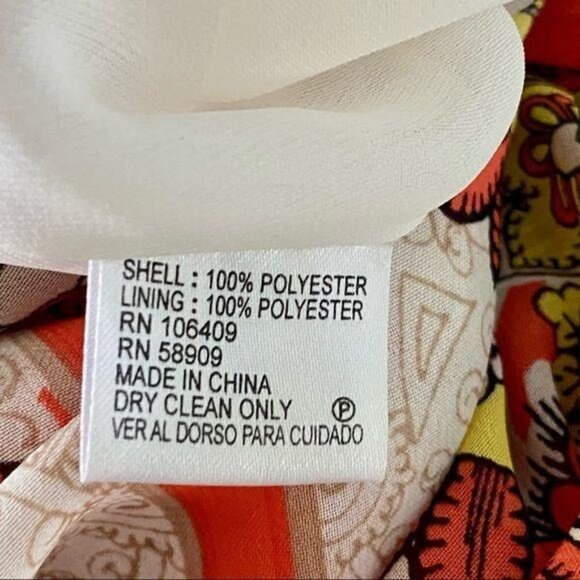 SHELL : 100% POLYESTER
LINING : 100% POLYESTER
RN 106409
RN 58909
MADE IN CHINA
DRY CLEAN ONLY Ⓟ
VER AL DORSO PARA CUIDADO